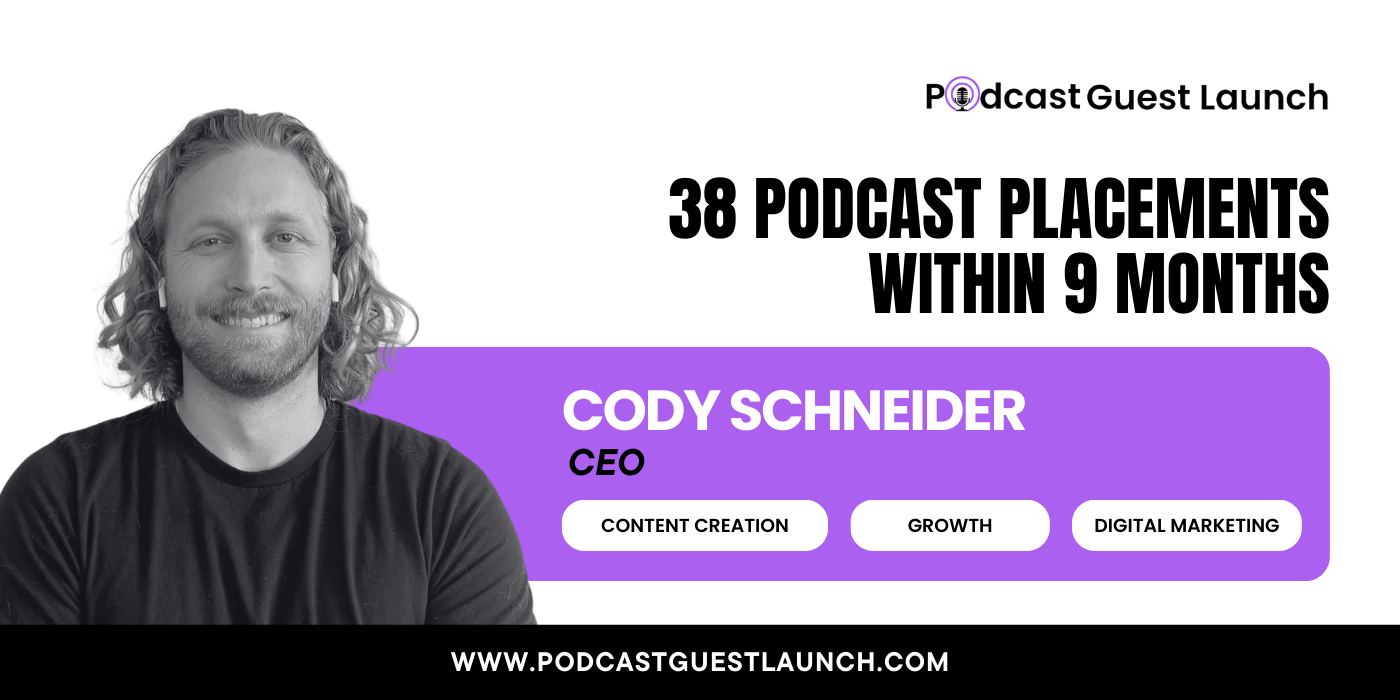 Podcast Guest Launch
38 PODCAST PLACEMENTS
WITHIN 9 MONTHS
CODY SCHNEIDER
CEO
CONTENT CREATION GROWTH DIGITAL MARKETING
WWW.PODCASTGUESTLAUNCH.COM